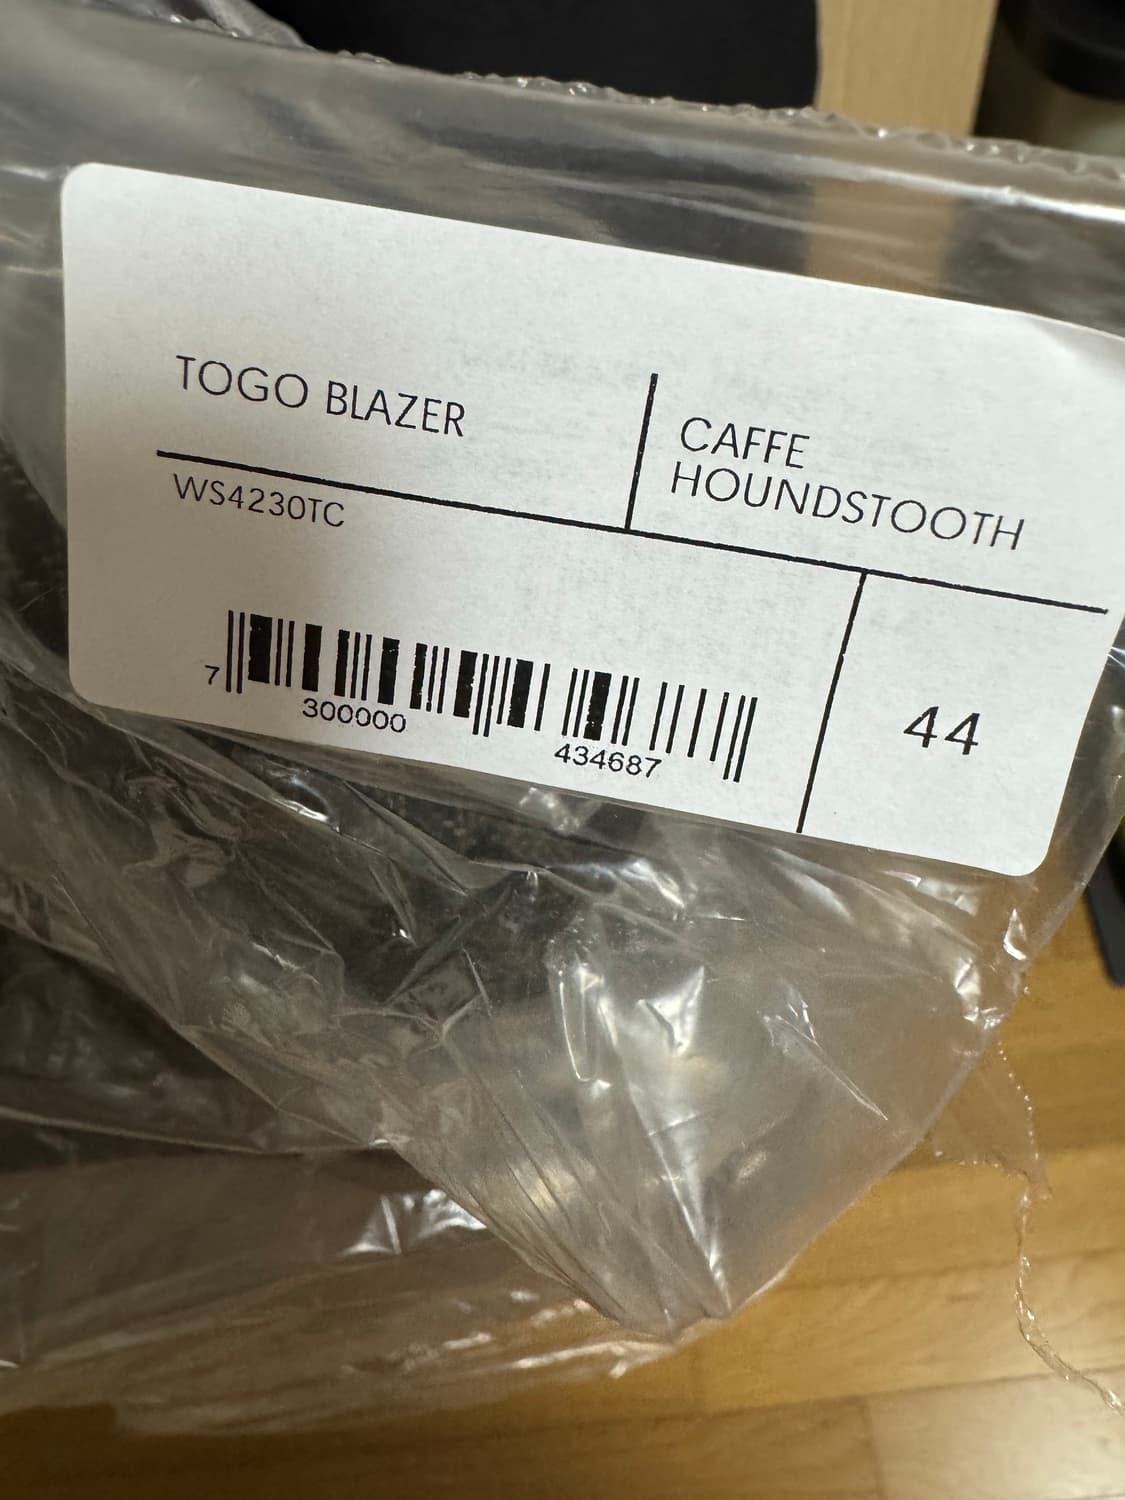 TOGO BLAZER
CAFFE
HOUNDSTOOTH
WS4230TC
7 300000 434687
44